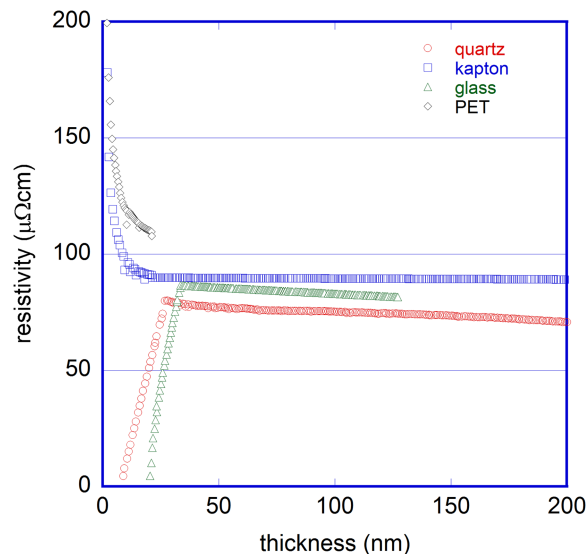 200
150
100
50
0
resistivity (μΩcm)
quartz
kapton
glass
PET
0
50
100
150
200
thickness (nm)